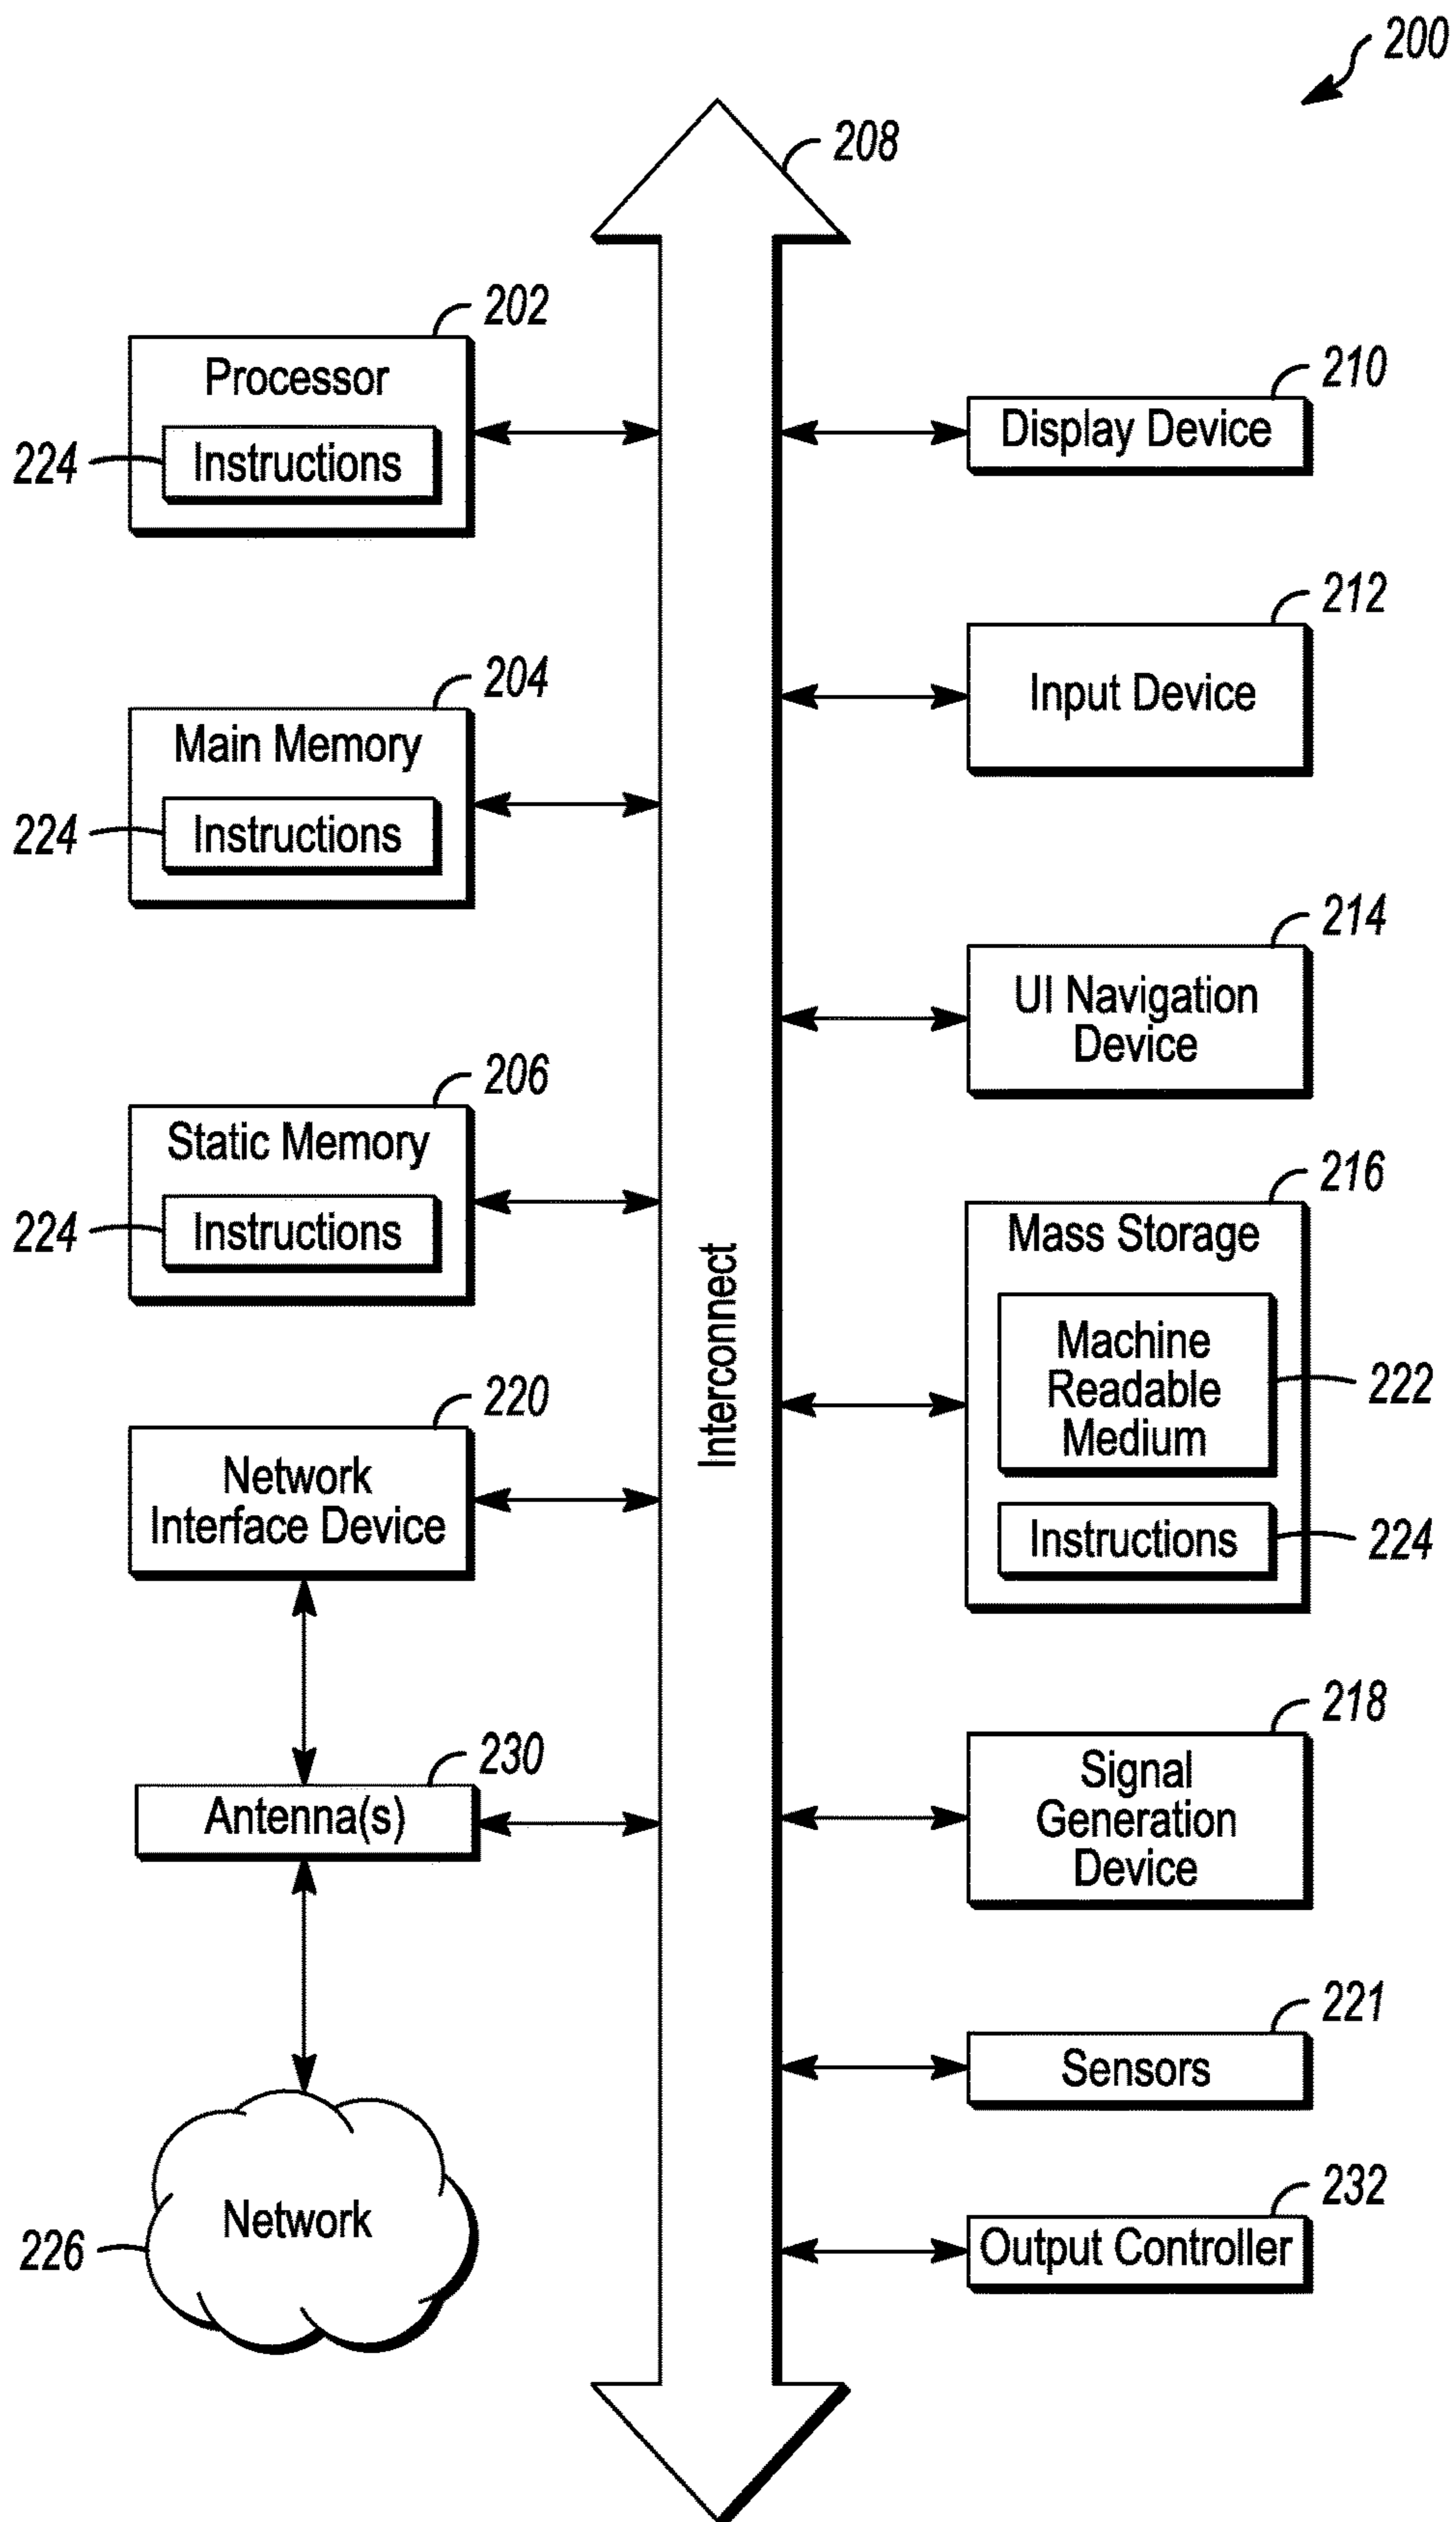 200
208
202
Processor
224
Instructions
204
Main Memory
224
Instructions
206
Static Memory
224
Instructions
220
Network
Interface Device
230
Antenna(s)
Network
226
Interconnect
210
Display Device
212
Input Device
214
UI Navigation
Device
216
Mass Storage
Machine
Readable
Medium
222
Instructions
224
218
Signal
Generation
Device
221
Sensors
232
Output Controller